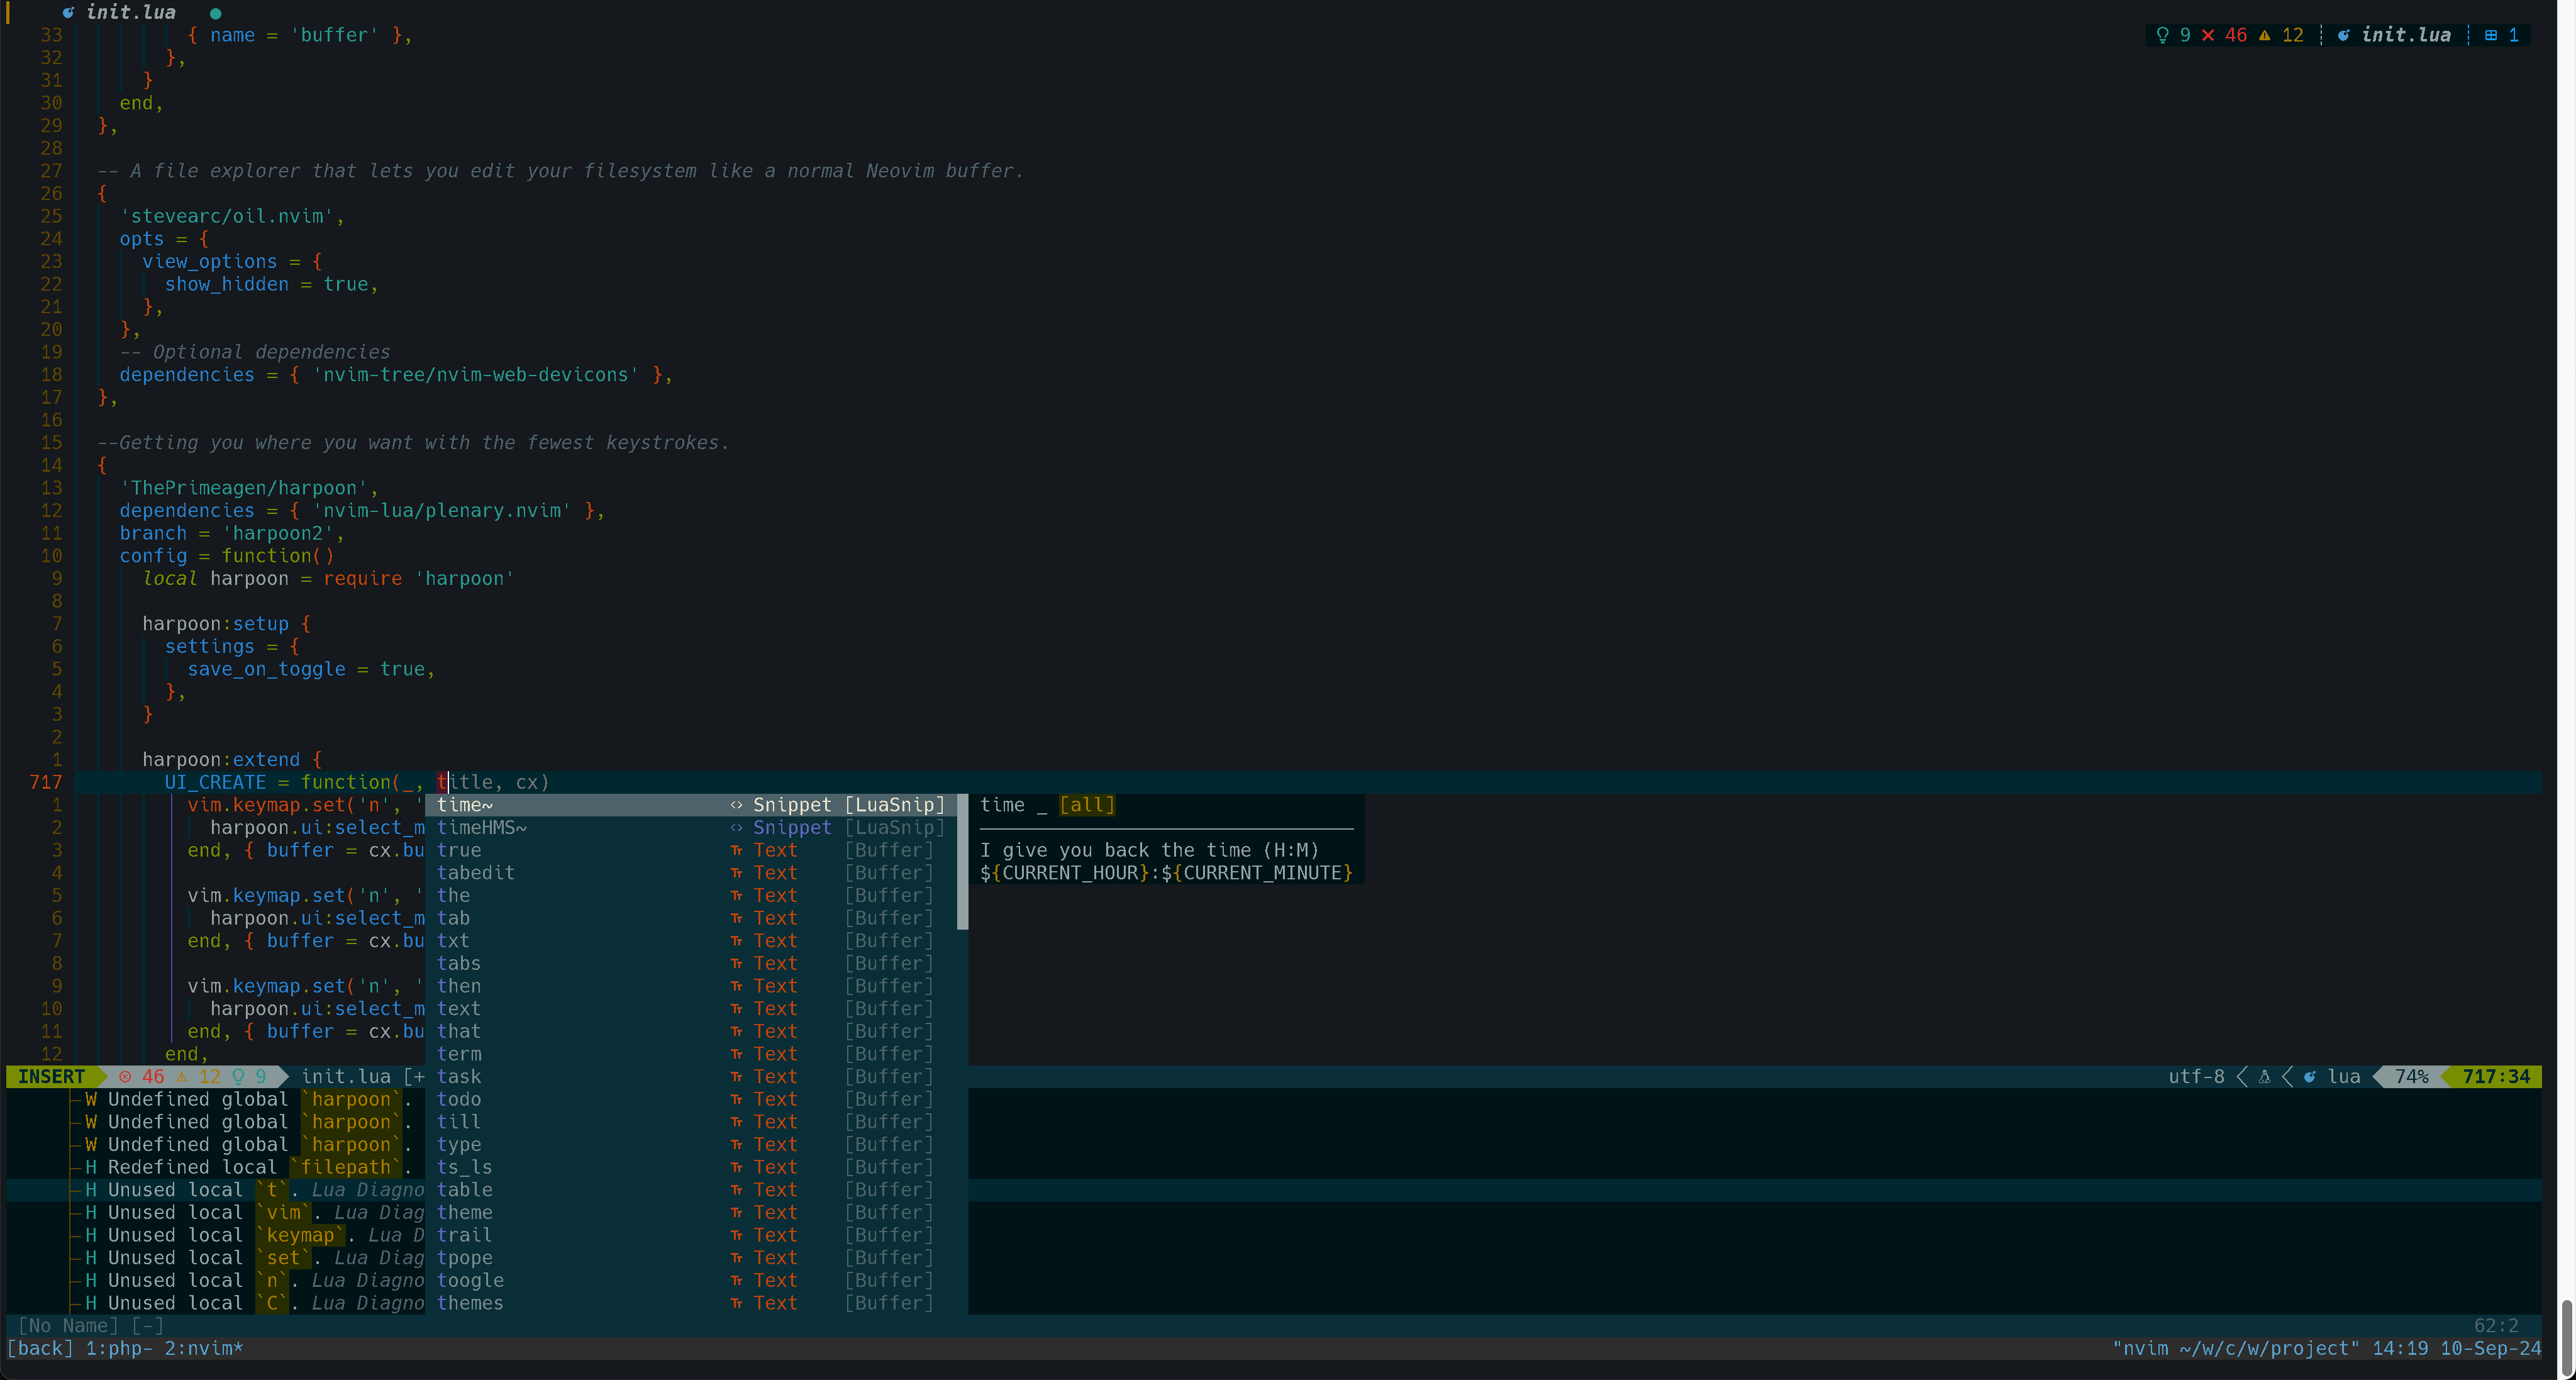 init.lua ●
33 { name = 'buffer' }, 9 ✕ 46 ⚠ 12 init.lua 1
32 },
31 }
30 end,
29 },
28
27 -- A file explorer that lets you edit your filesystem like a normal Neovim buffer.
26 {
25 'stevearc/oil.nvim',
24 opts = {
23 view_options = {
22 show_hidden = true,
21 },
20 },
19 -- Optional dependencies
18 dependencies = { 'nvim-tree/nvim-web-devicons' },
17 },
16
15 --Getting you where you want with the fewest keystrokes.
14 {
13 'ThePrimeagen/harpoon',
12 dependencies = { 'nvim-lua/plenary.nvim' },
11 branch = 'harpoon2',
10 config = function()
9 local harpoon = require 'harpoon'
8
7 harpoon:setup {
6 settings = {
5 save_on_toggle = true,
4 },
3 }
2
1 harpoon:extend {
717 UI_CREATE = function(_, title, cx)
1 vim.keymap.set('n', ' time~ <> Snippet [LuaSnip] time _ [all]
2 harpoon.ui:select_m timeHMS~ <> Snippet [LuaSnip]
3 end, { buffer = cx.bu true Text [Buffer] I give you back the time (H:M)
4 tabedit Text [Buffer] ${CURRENT_HOUR}:${CURRENT_MINUTE}
5 vim.keymap.set('n', ' the Text [Buffer]
6 harpoon.ui:select_m tab Text [Buffer]
7 end, { buffer = cx.bu txt Text [Buffer]
8 tabs Text [Buffer]
9 vim.keymap.set('n', ' then Text [Buffer]
10 harpoon.ui:select_m text Text [Buffer]
11 end, { buffer = cx.bu that Text [Buffer]
12 end, term Text [Buffer]
INSERT 46 ⚠ 12 9 init.lua [+ task Text [Buffer] utf-8 lua 74% 717:34
W Undefined global `harpoon`. todo Text [Buffer]
W Undefined global `harpoon`. till Text [Buffer]
W Undefined global `harpoon`. type Text [Buffer]
H Redefined local `filepath`. ts_ls Text [Buffer]
H Unused local `t`. Lua Diagno table Text [Buffer]
H Unused local `vim`. Lua Diag theme Text [Buffer]
H Unused local `keymap`. Lua D trail Text [Buffer]
H Unused local `set`. Lua Diag tpope Text [Buffer]
H Unused local `n`. Lua Diagno toogle Text [Buffer]
H Unused local `C`. Lua Diagno themes Text [Buffer]
[No Name] [-] 62:2
[back] 1:php- 2:nvim* "nvim ~/w/c/w/project" 14:19 10-Sep-24